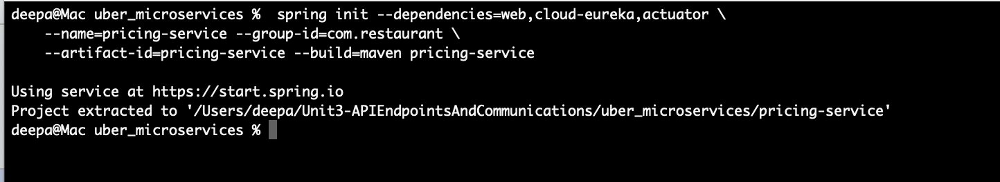 deepa@Mac uber_microservices %  spring init --dependencies=web,cloud-eureka,actuator \
    --name=pricing-service --group-id=com.restaurant \
    --artifact-id=pricing-service --build=maven pricing-service
Using service at https://start.spring.io
Project extracted to '/Users/deepa/Unit3-APIEndpointsAndCommunications/uber_microservices/pricing-service'
deepa@Mac uber_microservices %